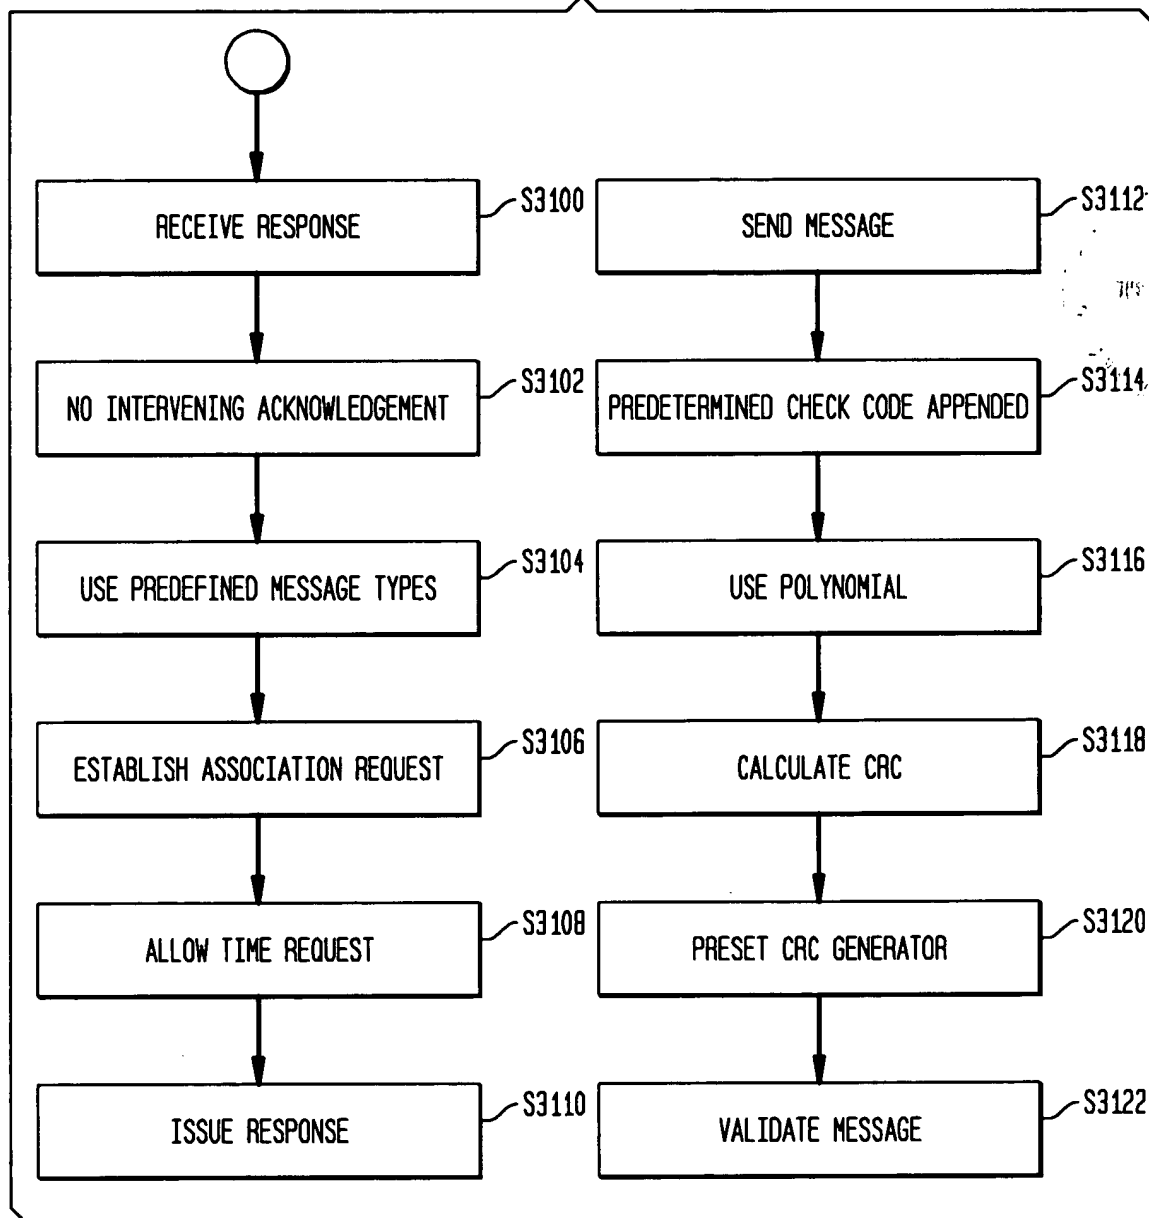 RECEIVE RESPONSE
S3100
NO INTERVENING ACKNOWLEDGEMENT
S3102
USE PREDEFINED MESSAGE TYPES
S3104
ESTABLISH ASSOCIATION REQUEST
S3106
ALLOW TIME REQUEST
S3108
ISSUE RESPONSE
S3110
SEND MESSAGE
S3112
PREDETERMINED CHECK CODE APPENDED
S3114
USE POLYNOMIAL
S3116
CALCULATE CRC
S3118
PRESET CRC GENERATOR
S3120
VALIDATE MESSAGE
S3122